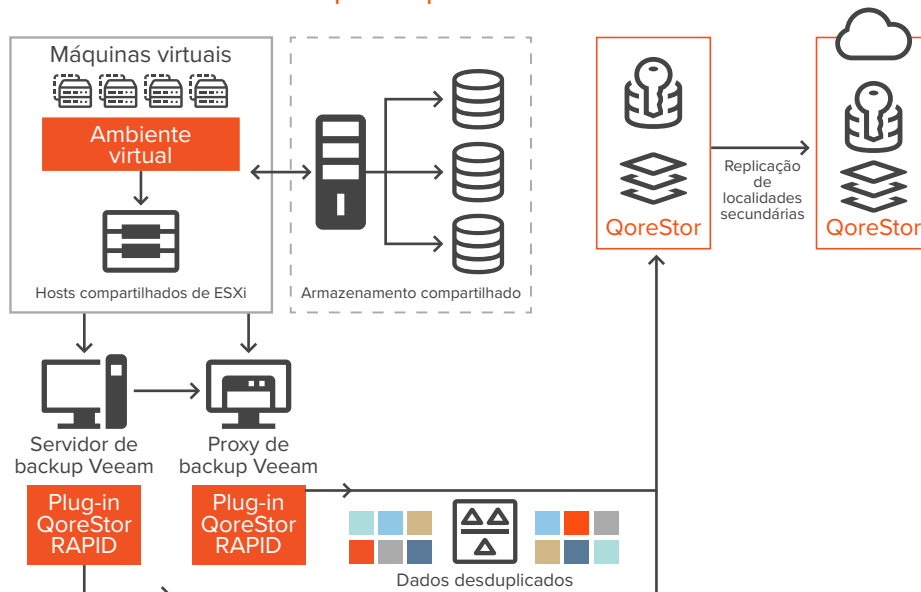 Máquinas virtuais
Ambiente
virtual
Hosts compartilhados de ESXi
Armazenamento compartilhado
QoreStor
Replicação
de
localidades
secundárias
QoreStor
Servidor de
backup Veeam
Proxy de
backup Veeam
Plug-in
QoreStor
RAPID
Plug-in
QoreStor
RAPID
Dados desduplicados